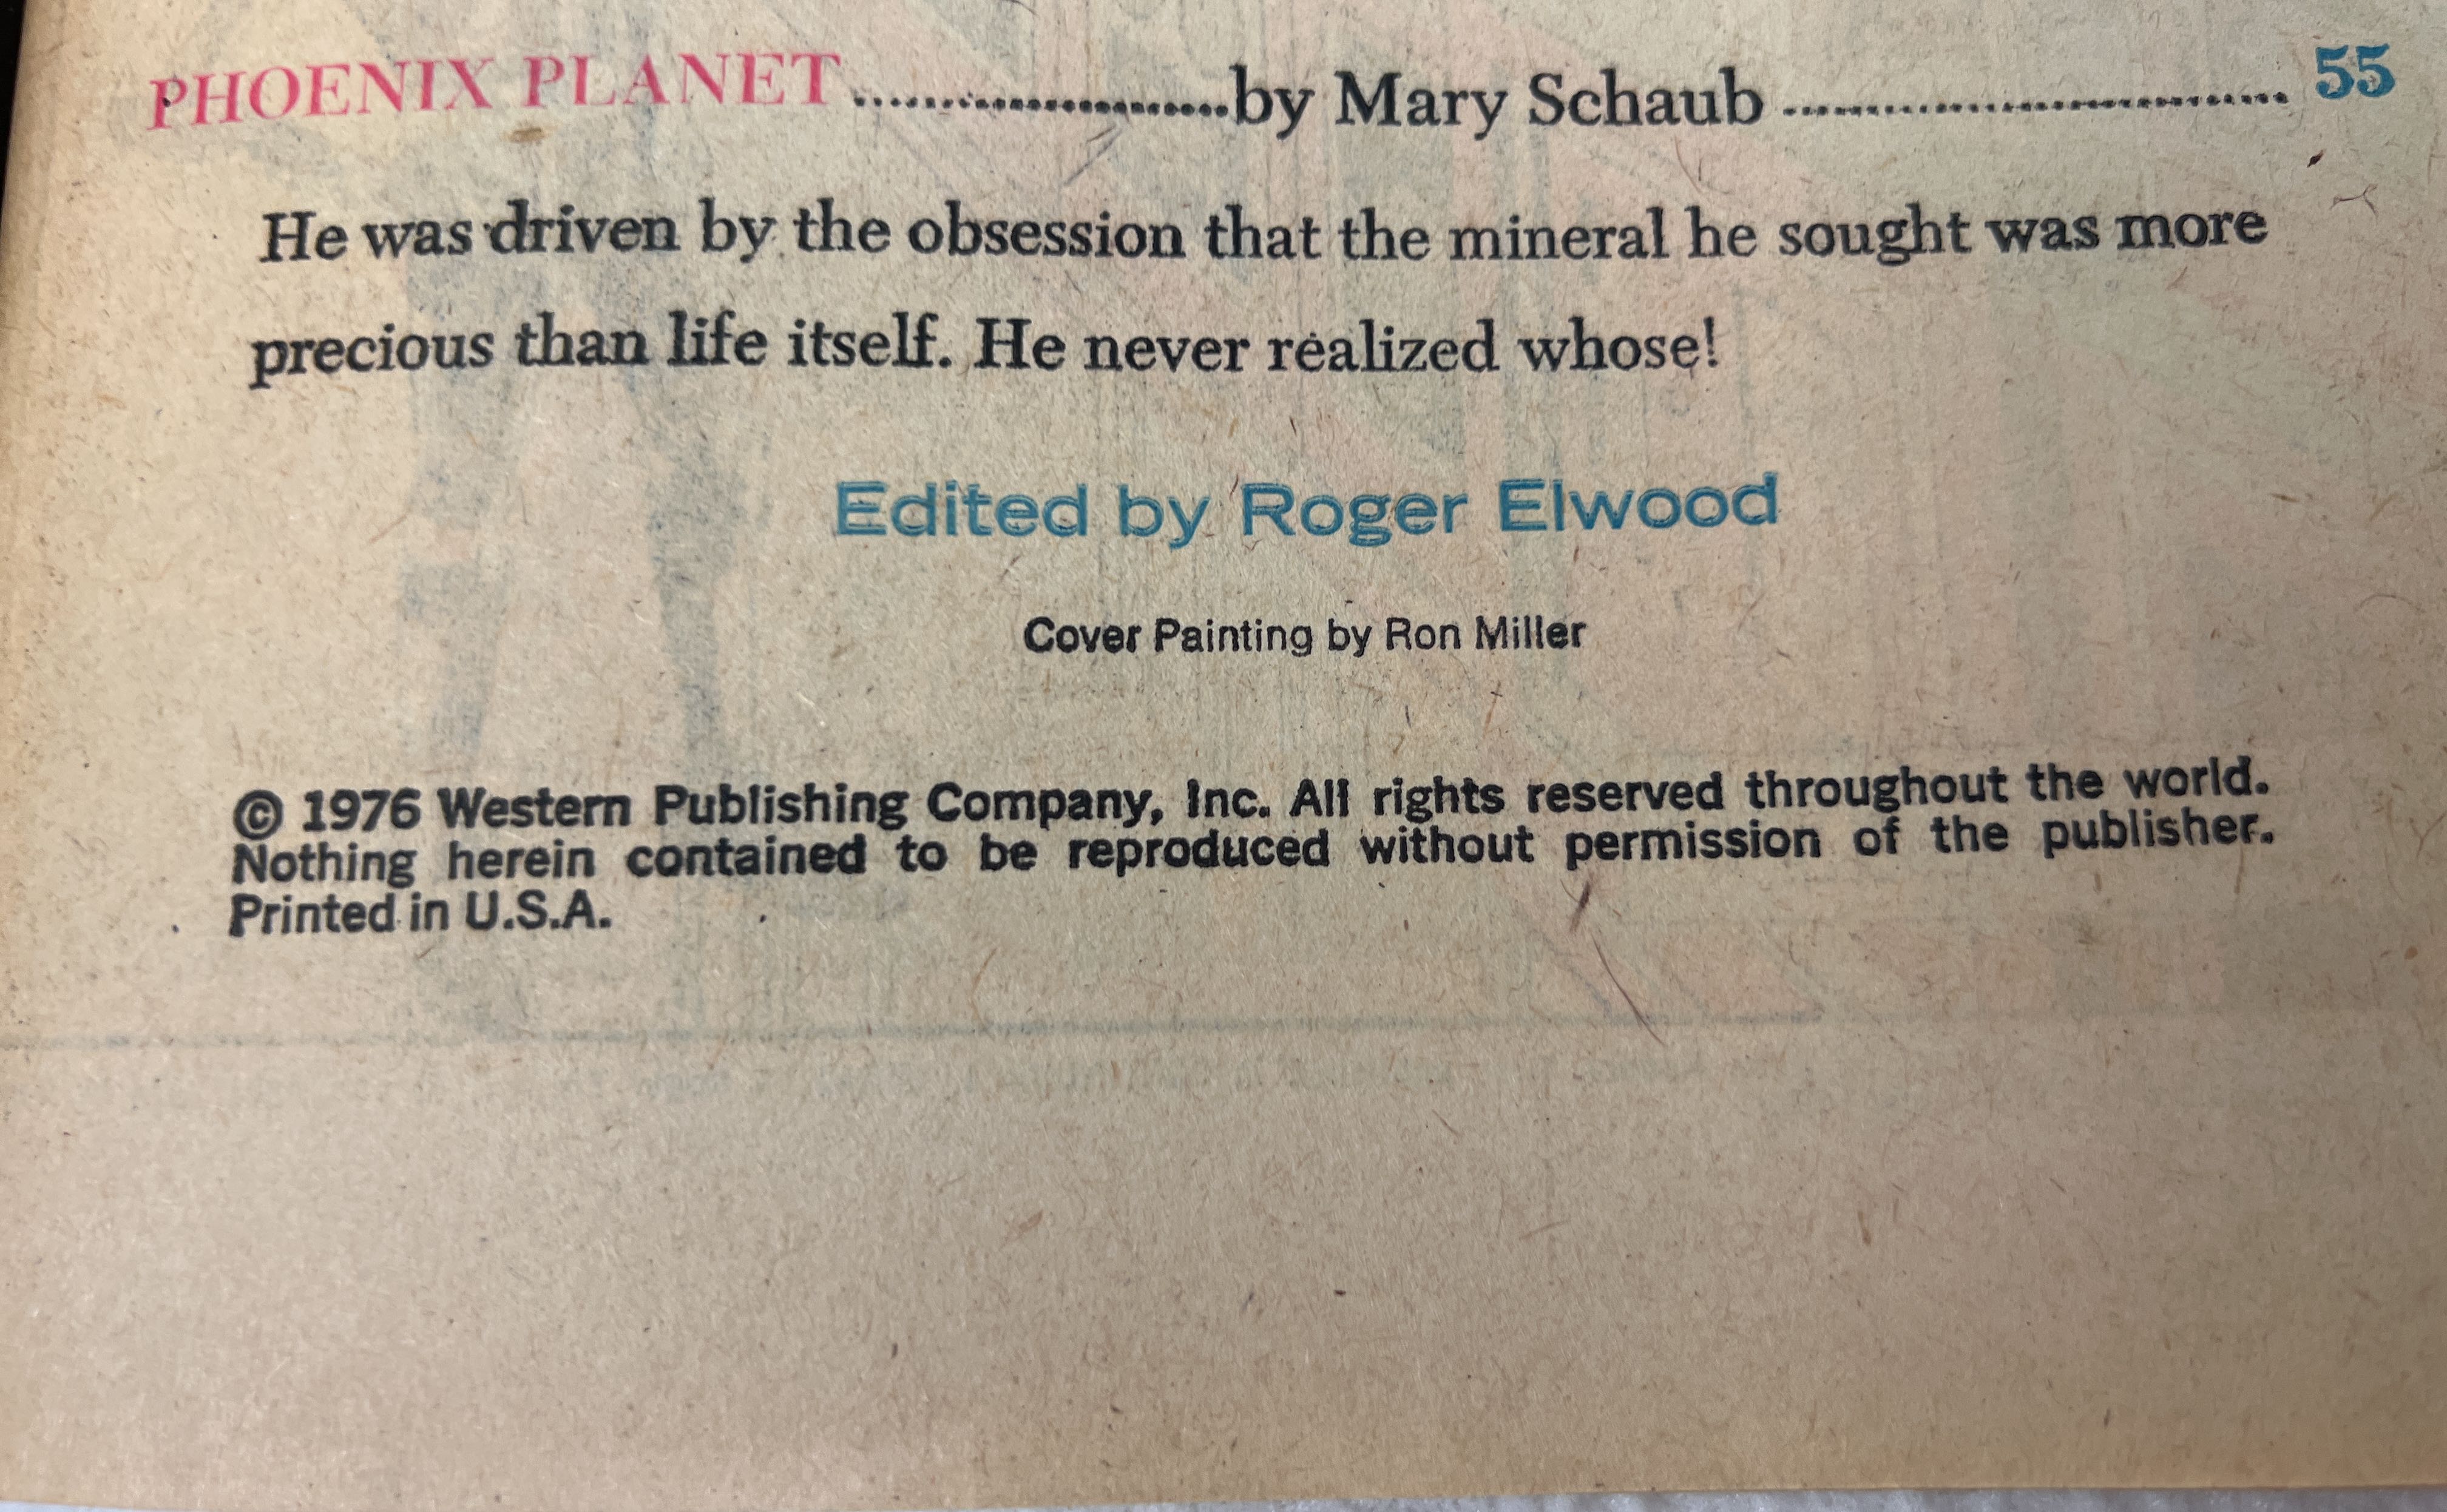 PHOENIX PLANET ........................by Mary Schaub ................................ 55
He was driven by the obsession that the mineral he sought was more
precious than life itself. He never realized whose!
Edited by Roger Elwood
Cover Painting by Ron Miller
© 1976 Western Publishing Company, Inc. All rights reserved throughout the world.
Nothing herein contained to be reproduced without permission of the publisher.
Printed in U.S.A.